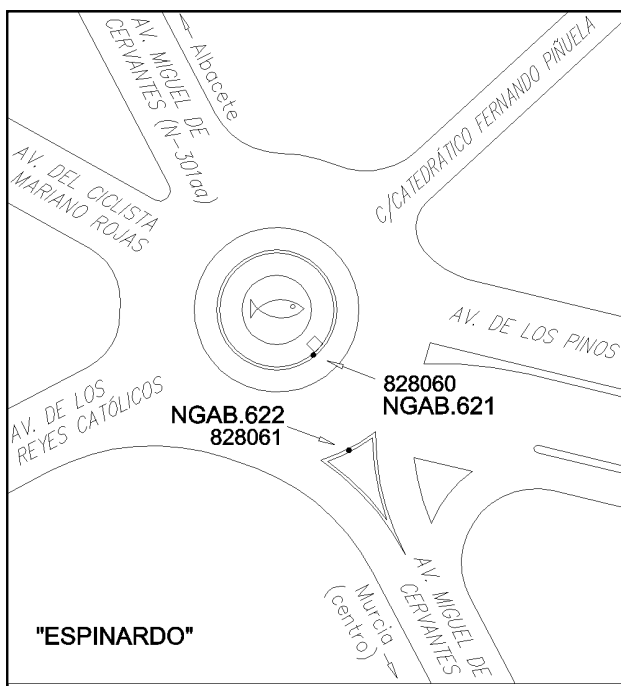 AV. MIGUEL DE
CERVANTES (N-301aa)
← Albacete
C/CATEDRÁTICO FERNANDO PIÑUELA
AV. DEL CICLISTA
MARIANO ROJAS
AV. DE LOS PINOS
828060
NGAB.621
AV. DE LOS
REYES CATÓLICOS
NGAB.622
828061
AV. MIGUEL DE
CERVANTES
Murcia →
(centro)
"ESPINARDO"